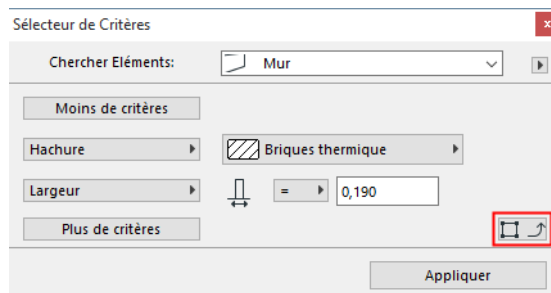 Sélecteur de Critères
x
Chercher Eléments: Mur
Moins de critères
Hachure Briques thermique
Largeur = 0,190
Plus de critères
Appliquer